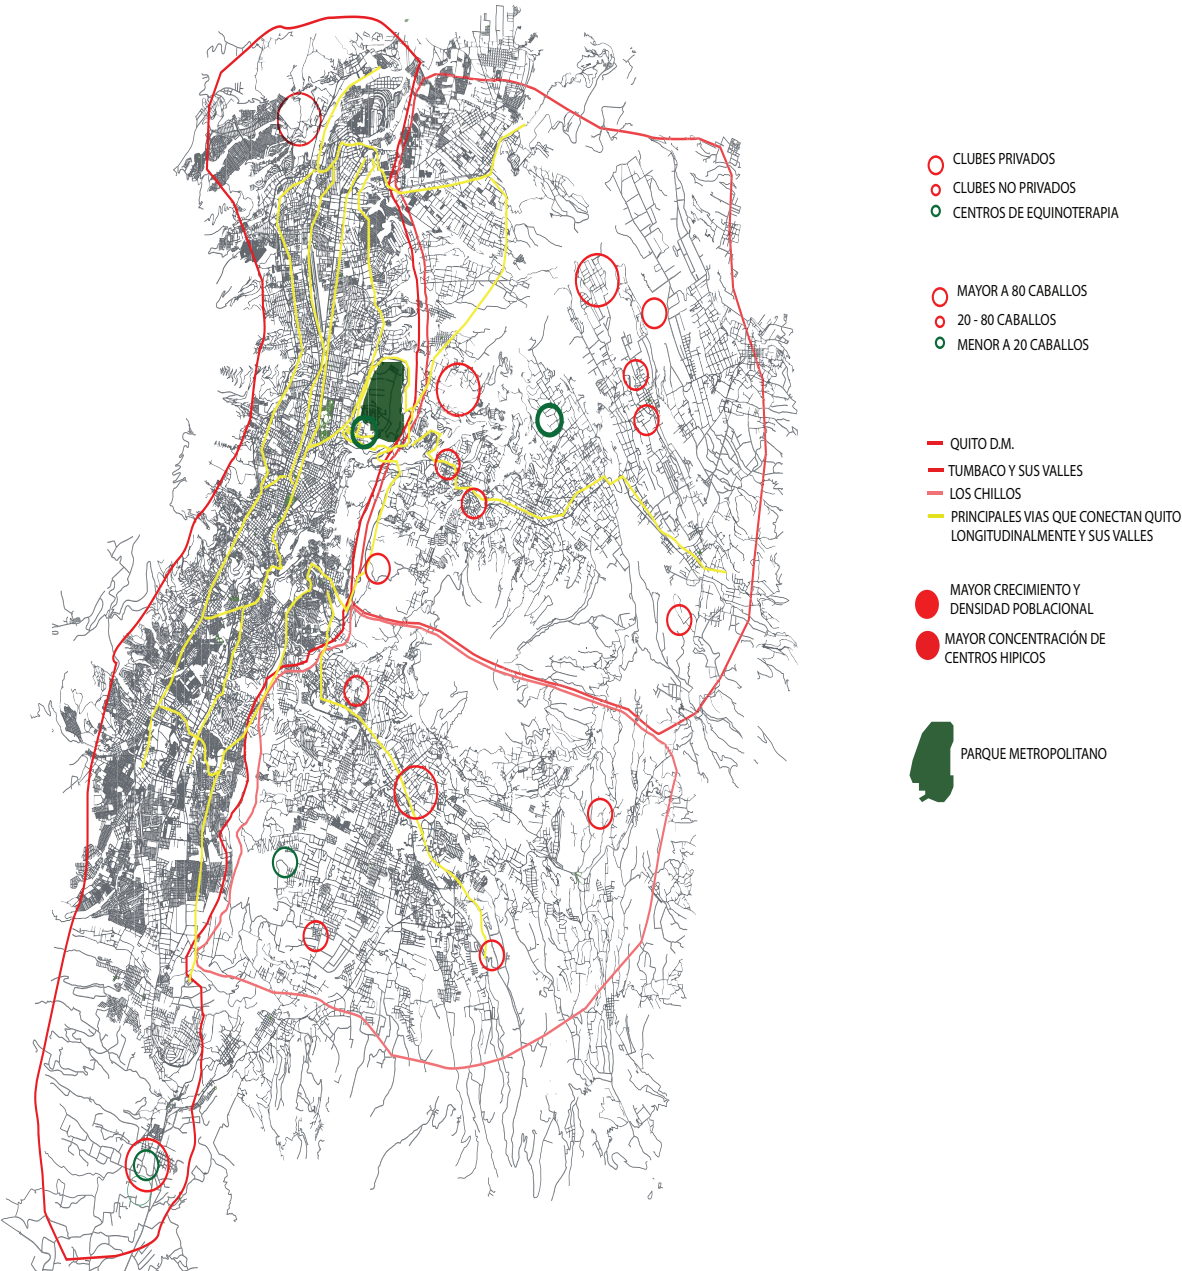 CLUBES PRIVADOS
CLUBES NO PRIVADOS
CENTROS DE EQUINOTERAPIA
MAYOR A 80 CABALLOS
20 - 80 CABALLOS
MENOR A 20 CABALLOS
QUITO D.M.
TUMBACO Y SUS VALLES
LOS CHILLOS
PRINCIPALES VIAS QUE CONECTAN QUITO
LONGITUDINALMENTE Y SUS VALLES
MAYOR CRECIMIENTO Y
DENSIDAD POBLACIONAL
MAYOR CONCENTRACIÓN DE
CENTROS HIPICOS
PARQUE METROPOLITANO